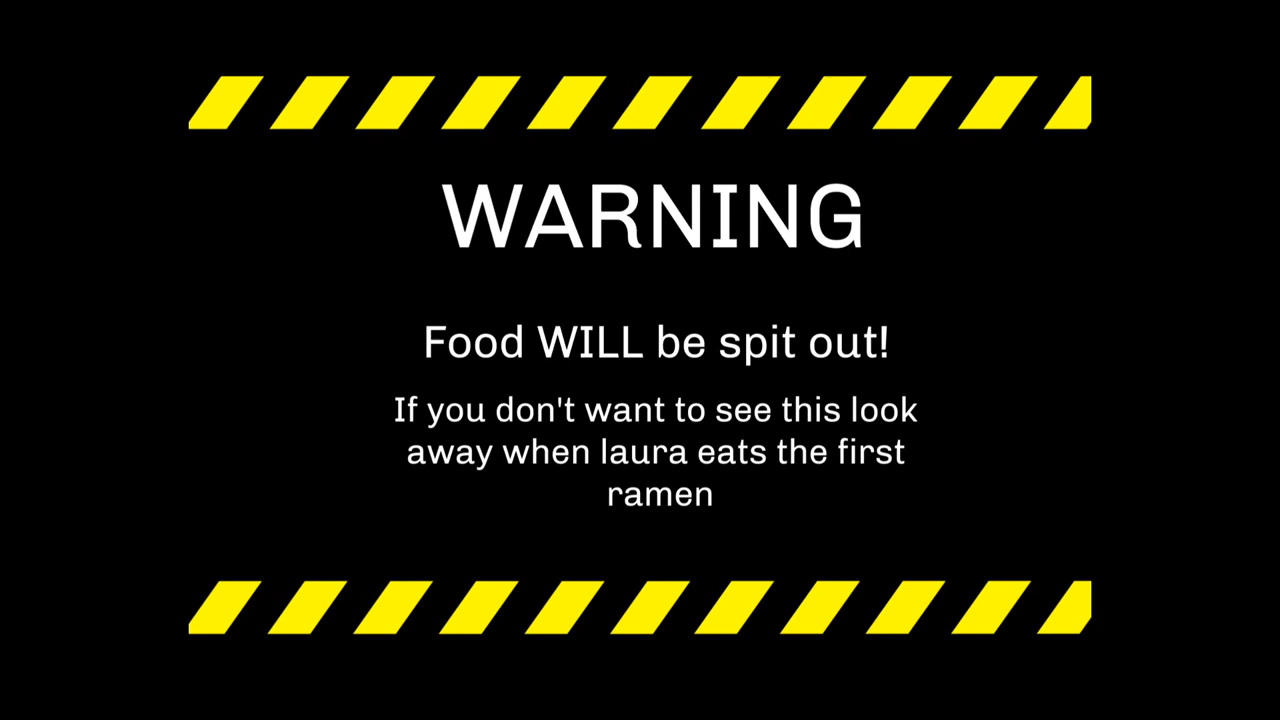 WARNING
Food WILL be spit out!
If you don't want to see this look
away when laura eats the first
ramen